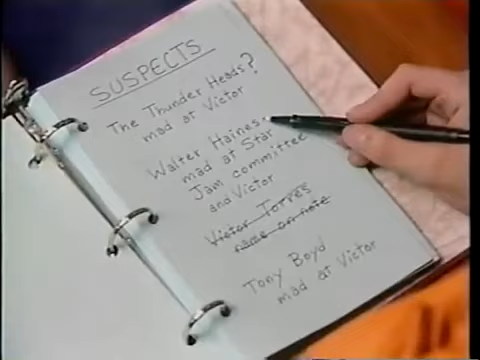 SUSPECTS
The Thunder Heads?
mad at Victor
Walter Haines
mad at Star
Jam committee
and Victor
Victor Torres
name on note
Tony Boyd
mad at Victor